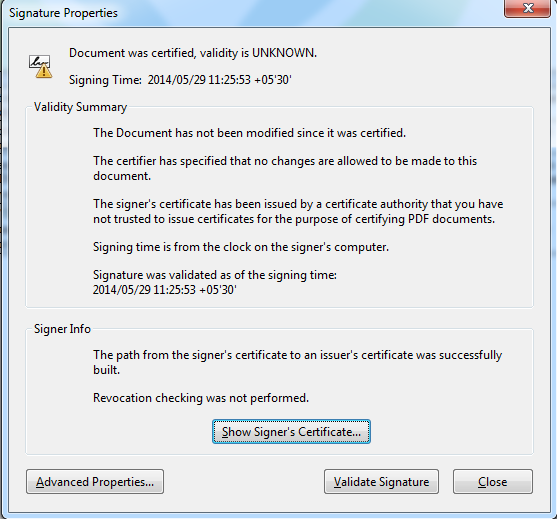 Signature Properties
Document was certified, validity is UNKNOWN.
Signing Time: 2014/05/29 11:25:53 +05'30'
Validity Summary
The Document has not been modified since it was certified.
The certifier has specified that no changes are allowed to be made to this
document.
The signer's certificate has been issued by a certificate authority that you have
not trusted to issue certificates for the purpose of certifying PDF documents.
Signing time is from the clock on the signer's computer.
Signature was validated as of the signing time:
2014/05/29 11:25:53 +05'30'
Signer Info
The path from the signer's certificate to an issuer's certificate was successfully
built.
Revocation checking was not performed.
Show Signer's Certificate...
Advanced Properties...
Validate Signature
Close